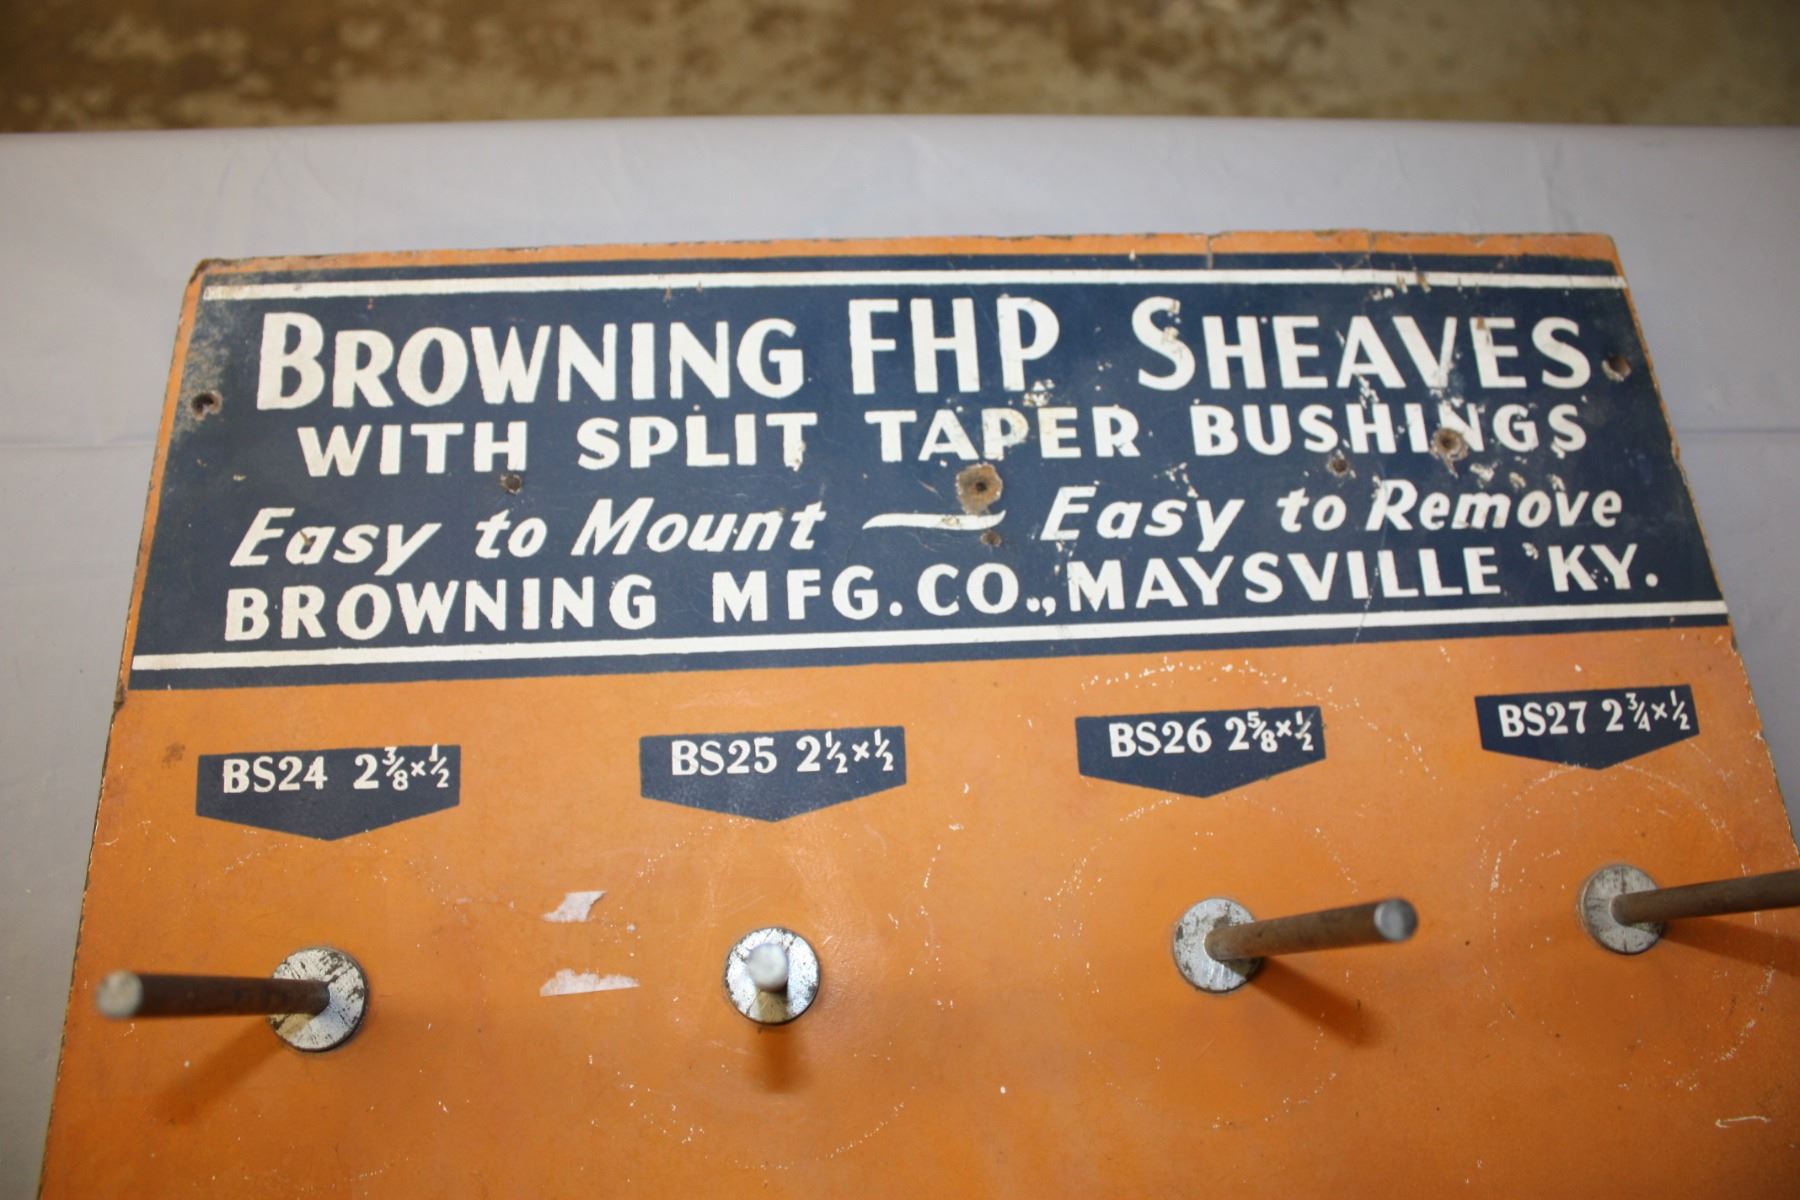 BROWNING FHP SHEAVES
WITH SPLIT TAPER BUSHINGS
Easy to Mount — Easy to Remove
BROWNING MFG. CO., MAYSVILLE KY.
BS24 2⅜×½
BS25 2½×½
BS26 2⅝×½
BS27 2¾×½